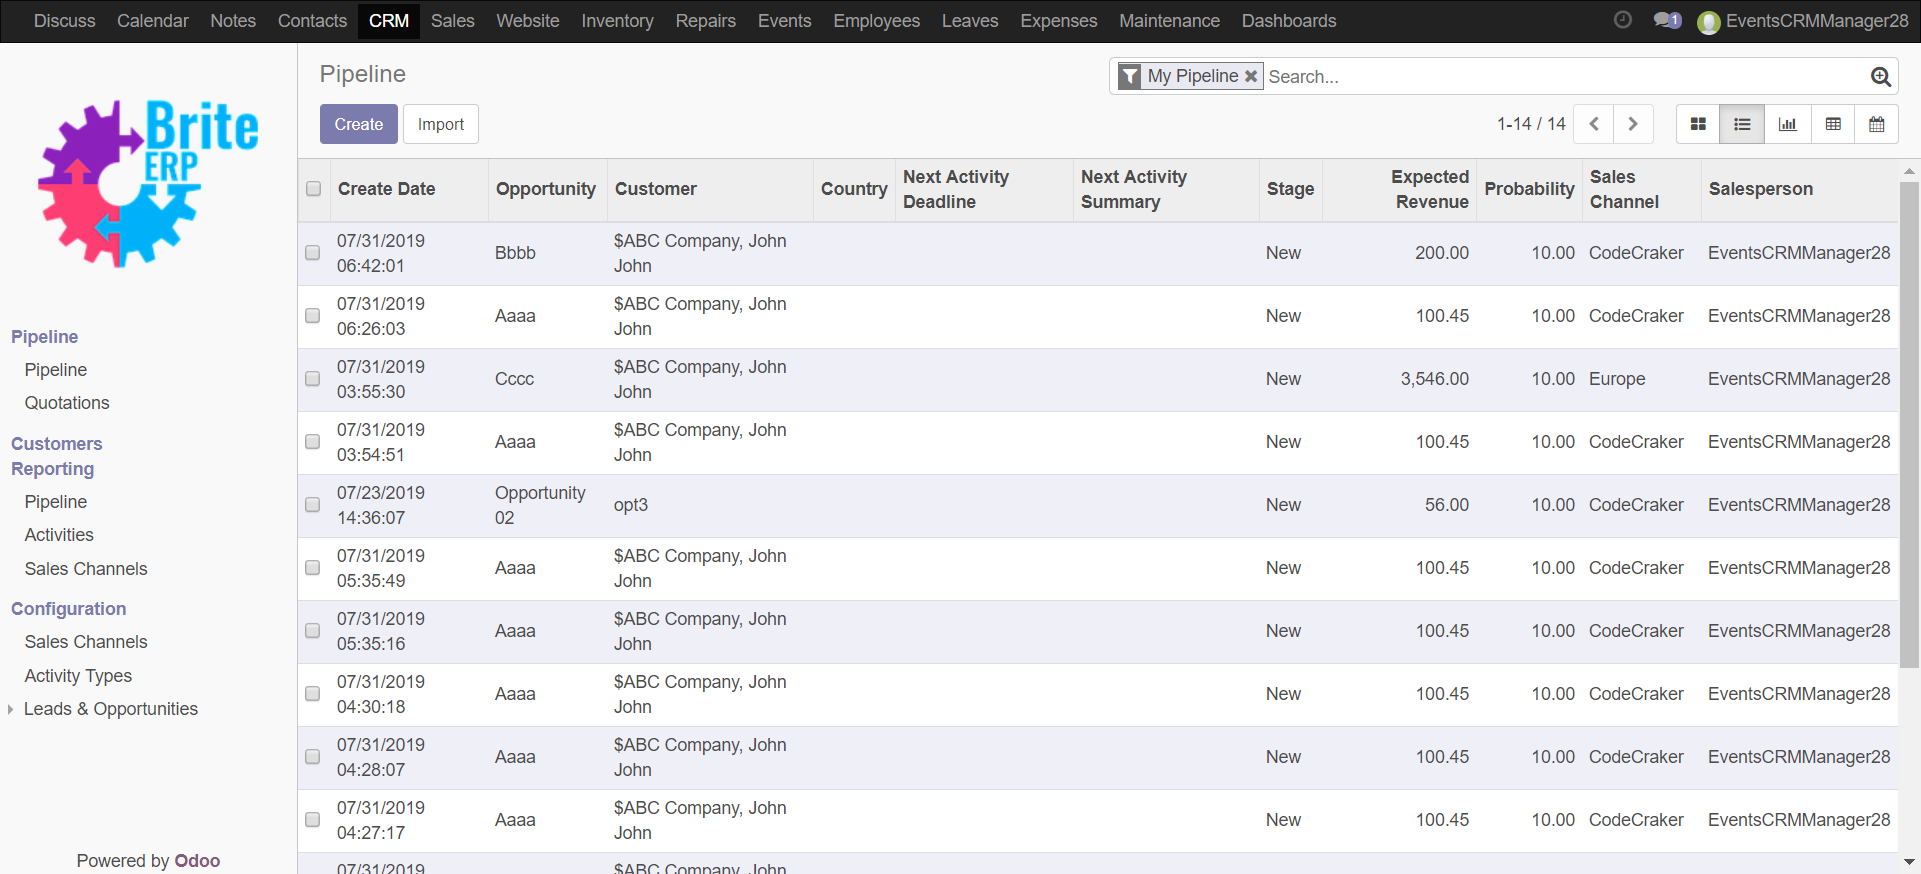 Discuss Calendar Notes Contacts CRM Sales Website Inventory Repairs Events Employees Leaves Expenses Maintenance Dashboards 1 EventsCRMManager28
Brite
ERP
Pipeline
Pipeline
Quotations
Customers
Reporting
Pipeline
Activities
Sales Channels
Configuration
Sales Channels
Activity Types
Leads & Opportunities
Powered by Odoo
Pipeline
My Pipeline Search...
Create Import
1-14 / 14
Create Date Opportunity Customer Country Next Activity Deadline Next Activity Summary Stage Expected Revenue Probability Sales Channel Salesperson
07/31/2019 06:42:01 Bbbb $ABC Company, John John New 200.00 10.00 CodeCraker EventsCRMManager28
07/31/2019 06:26:03 Aaaa $ABC Company, John John New 100.45 10.00 CodeCraker EventsCRMManager28
07/31/2019 03:55:30 Cccc $ABC Company, John John New 3,546.00 10.00 Europe EventsCRMManager28
07/31/2019 03:54:51 Aaaa $ABC Company, John John New 100.45 10.00 CodeCraker EventsCRMManager28
07/23/2019 14:36:07 Opportunity 02 opt3 New 56.00 10.00 CodeCraker EventsCRMManager28
07/31/2019 05:35:49 Aaaa $ABC Company, John John New 100.45 10.00 CodeCraker EventsCRMManager28
07/31/2019 05:35:16 Aaaa $ABC Company, John John New 100.45 10.00 CodeCraker EventsCRMManager28
07/31/2019 04:30:18 Aaaa $ABC Company, John John New 100.45 10.00 CodeCraker EventsCRMManager28
07/31/2019 04:28:07 Aaaa $ABC Company, John John New 100.45 10.00 CodeCraker EventsCRMManager28
07/31/2019 04:27:17 Aaaa $ABC Company, John John New 100.45 10.00 CodeCraker EventsCRMManager28
07/31/2019 $ABC Company, John